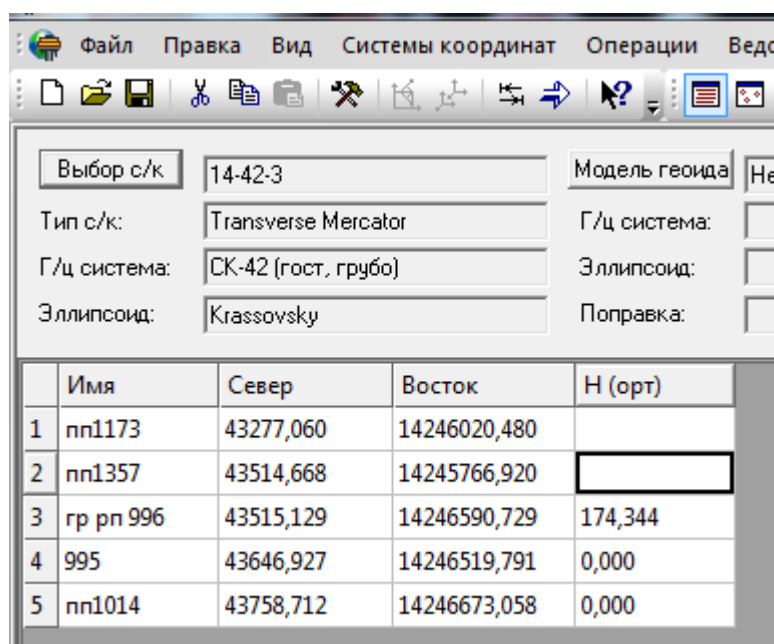 Файл Правка Вид Системы координат Операции
Выбор с/к 14-42-3 Модель геоида
Тип с/к: Transverse Mercator Г/ц система:
Г/ц система: СК-42 (гост, грубо) Эллипсоид:
Эллипсоид: Krassovsky Поправка:
Имя Север Восток H (орт)
1 пп1173 43277,060 14246020,480
2 пп1357 43514,668 14245766,920
3 гр рп 996 43515,129 14246590,729 174,344
4 995 43646,927 14246519,791 0,000
5 пп1014 43758,712 14246673,058 0,000